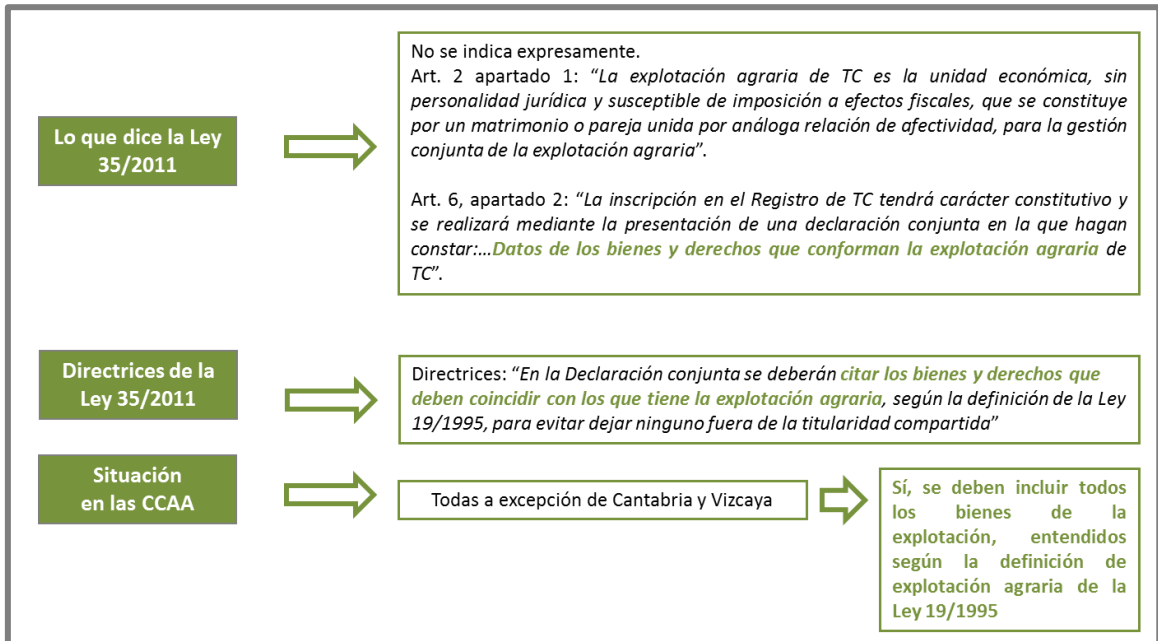 Lo que dice la Ley
35/2011
No se indica expresamente.
Art. 2 apartado 1: “La explotación agraria de TC es la unidad económica, sin
personalidad jurídica y susceptible de imposición a efectos fiscales, que se constituye
por un matrimonio o pareja unida por análoga relación de afectividad, para la gestión
conjunta de la explotación agraria”.
Art. 6, apartado 2: “La inscripción en el Registro de TC tendrá carácter constitutivo y
se realizará mediante la presentación de una declaración conjunta en la que hagan
constar:...Datos de los bienes y derechos que conforman la explotación agraria de
TC”.
Directrices de la
Ley 35/2011
Directrices: “En la Declaración conjunta se deberán citar los bienes y derechos que
deben coincidir con los que tiene la explotación agraria, según la definición de la Ley
19/1995, para evitar dejar ninguno fuera de la titularidad compartida”
Situación
en las CCAA
Todas a excepción de Cantabria y Vizcaya
Sí, se deben incluir todos
los bienes de la
explotación, entendidos
según la definición de
explotación agraria de la
Ley 19/1995